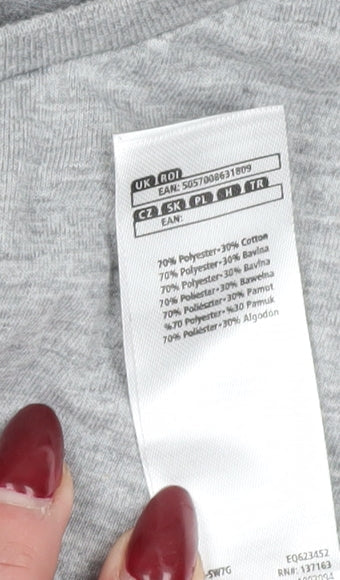 UK ROI
EAN: 5057008631809
CZ SK PL H TR
EAN:
70% Polyester•30% Cotton
70% Polyester•30% Bavlna
70% Polyester•30% Bavlna
70% Poliester•30% Bawełna
70% Poliészter•30% Pamut
%70 Polyester•%30 Pamuk
70% Poliéster•30% Algodón
EQ623452
RN#: 137163